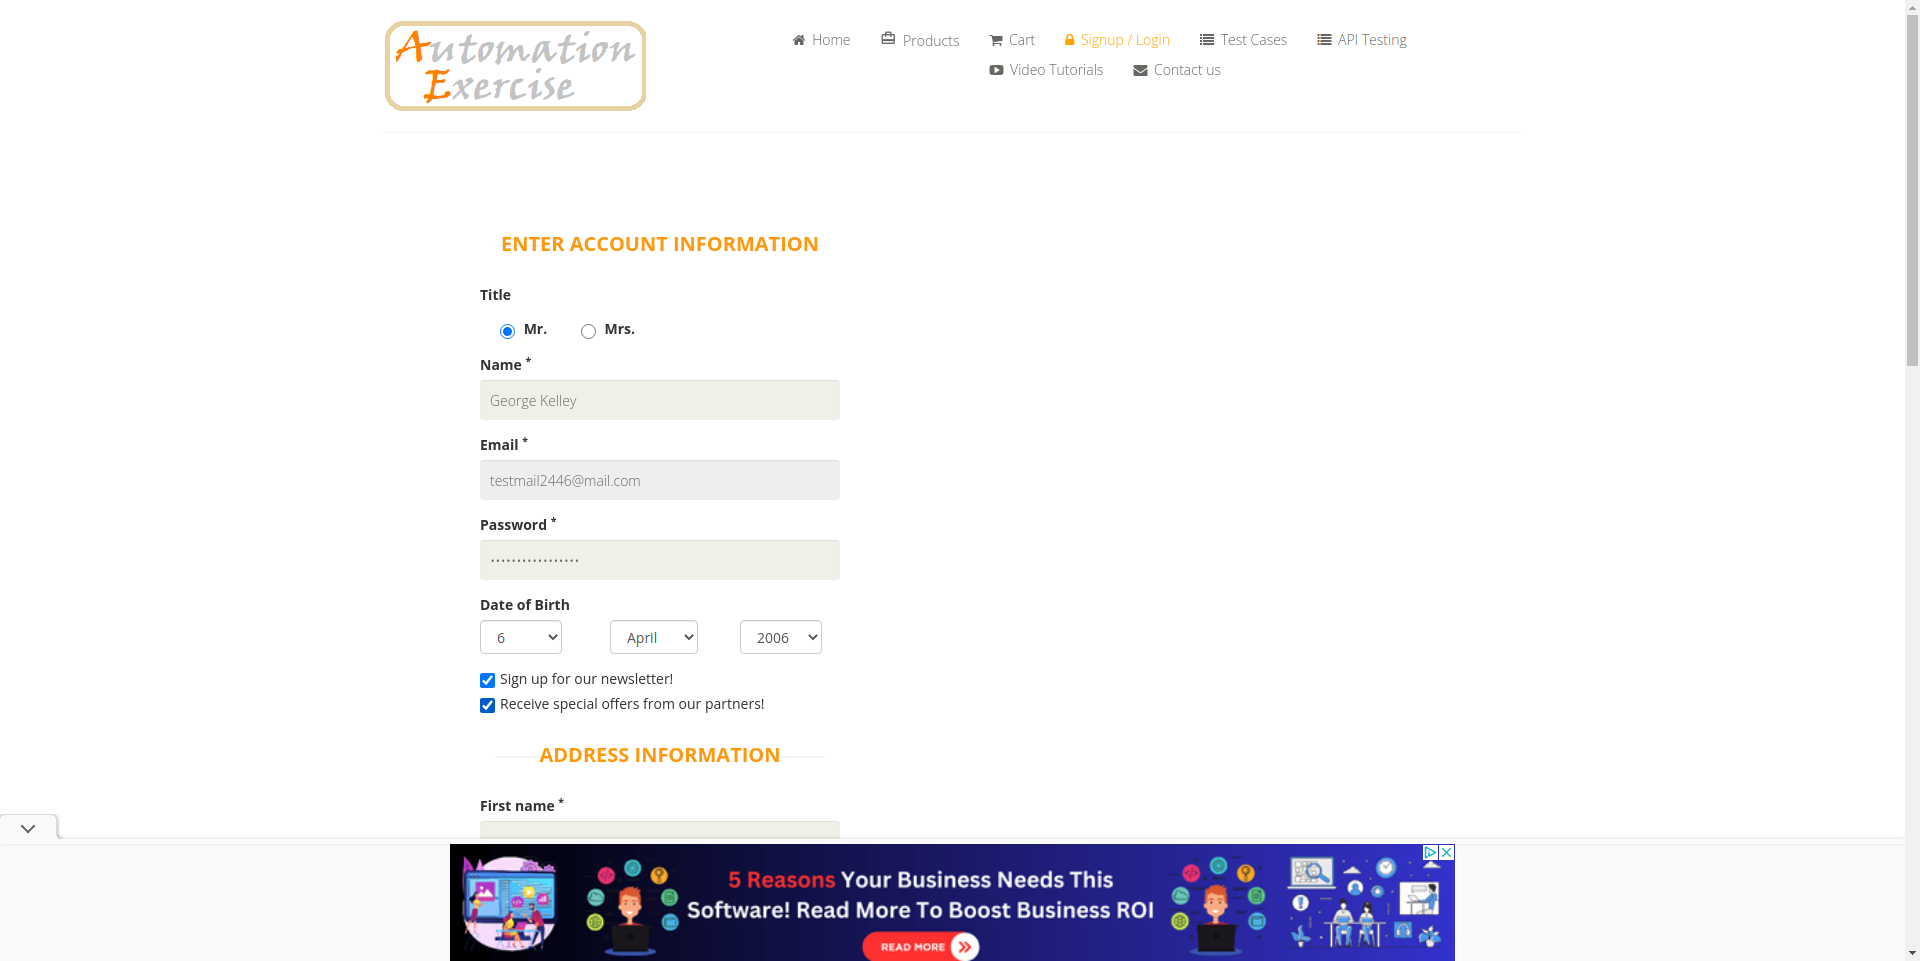 Automation
Exercise
Home
Products
Cart
Signup / Login
Test Cases
API Testing
Video Tutorials
Contact us
ENTER ACCOUNT INFORMATION
Title
Mr.
Mrs.
Name *
George Kelley
Email *
testmail2446@mail.com
Password *
•••••••••••••••••
Date of Birth
6
April
2006
Sign up for our newsletter!
Receive special offers from our partners!
ADDRESS INFORMATION
First name *
5 Reasons Your Business Needs This
Software! Read More To Boost Business ROI
READ MORE